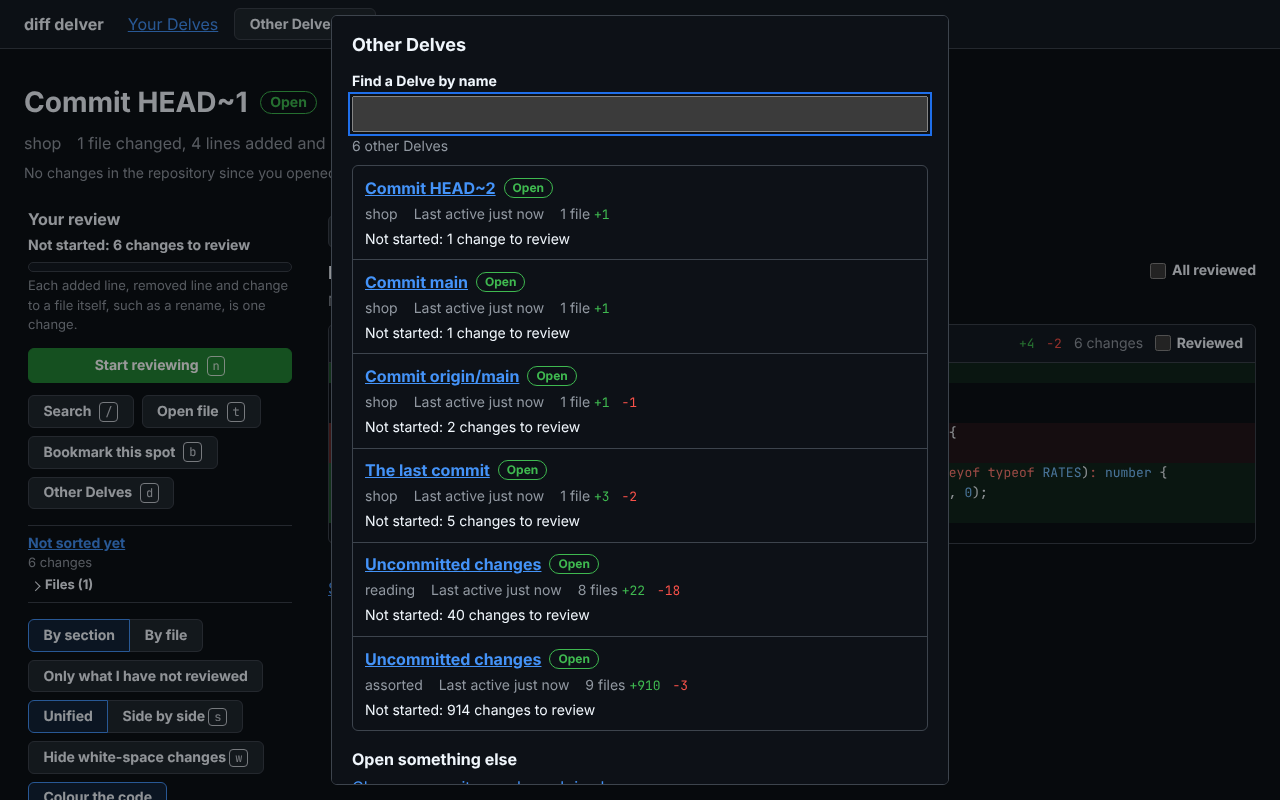 diff delver Your Delves Other Delve
Commit HEAD~1 Open
shop 1 file changed, 4 lines added and
No changes in the repository since you opened
Your review
Not started: 6 changes to review
Each added line, removed line and change
to a file itself, such as a rename, is one
change.
Start reviewing n
Search / Open file t
Bookmark this spot b
Other Delves d
Not sorted yet
6 changes
Files (1)
By section By file
Only what I have not reviewed
Unified Side by side s
Hide white-space changes w
Colour the code
Other Delves
Find a Delve by name
6 other Delves
Commit HEAD~2 Open
shop Last active just now 1 file +1
Not started: 1 change to review
Commit main Open
shop Last active just now 1 file +1
Not started: 1 change to review
Commit origin/main Open
shop Last active just now 1 file +1 -1
Not started: 2 changes to review
The last commit Open
shop Last active just now 1 file +3 -2
Not started: 5 changes to review
Uncommitted changes Open
reading Last active just now 8 files +22 -18
Not started: 40 changes to review
Uncommitted changes Open
assorted Last active just now 9 files +910 -3
Not started: 914 changes to review
Open something else
All reviewed
+4 -2 6 changes Reviewed
{
eyof typeof RATES): number {
, 0);